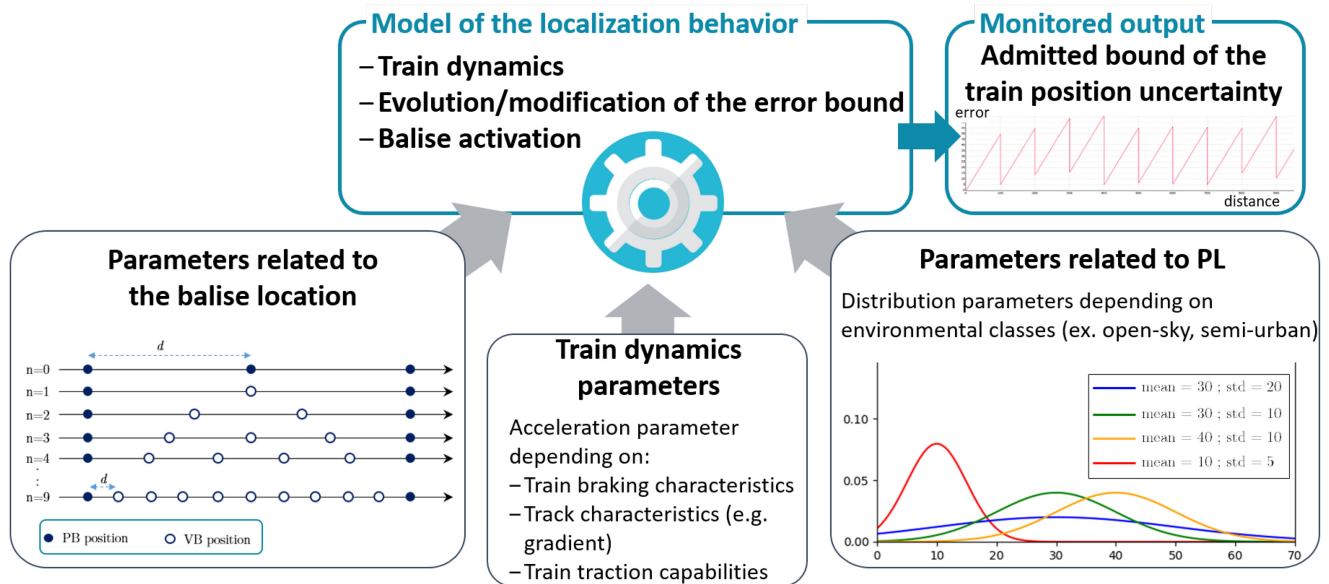 Model of the localization behavior
– Train dynamics
– Evolution/modification of the error bound
– Balise activation
Monitored output
Admitted bound of the
train position uncertainty
error
distance
Parameters related to
the balise location
d
n=0
n=1
n=2
n=3
n=4
:
:
n=9
d
PB position
VB position
Train dynamics
parameters
Acceleration parameter
depending on:
– Train braking characteristics
– Track characteristics (e.g.
gradient)
– Train traction capabilities
Parameters related to PL
Distribution parameters depending on
environmental classes (ex. open-sky, semi-urban)
mean = 30 ; std = 20
mean = 30 ; std = 10
mean = 40 ; std = 10
mean = 10 ; std = 5
0.10
0.05
0.00
0 10 20 30 40 50 60 70